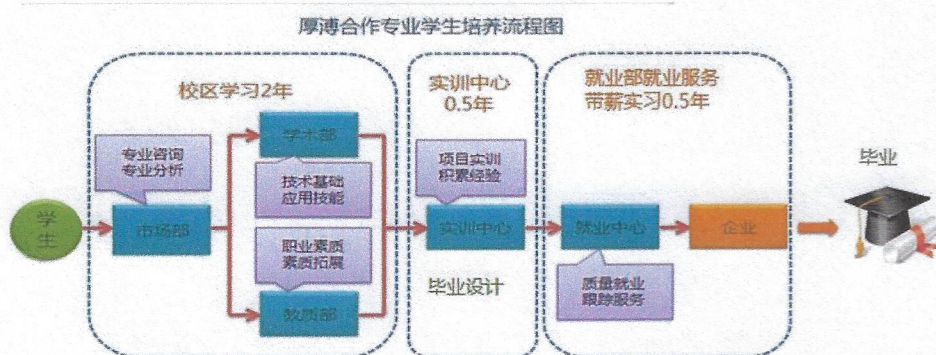 厚溥合作专业学生培养流程图
校区学习2年
实训中心
0.5年
就业部就业服务
带薪实习0.5年
专业咨询
专业分析
学术部
技术基础
应用技能
项目实训
积累经验
毕业
学生
市场部
实训中心
就业中心
企业
职业素质
素质拓展
毕业设计
质量就业
跟踪服务
教质部